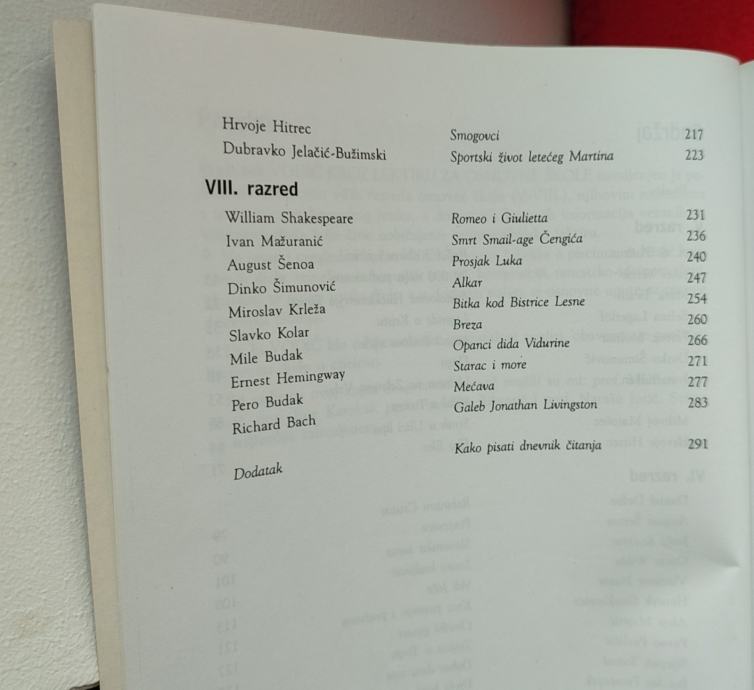 Hrvoje Hitrec Smogovci 217
Dubravko Jelačić-Bužimski Sportski život letećeg Martina 223
VIII. razred
William Shakespeare Romeo i Giulietta 231
Ivan Mažuranić Smrt Smail-age Čengića 236
August Šenoa Prosjak Luka 240
Dinko Šimunović Alkar 247
Miroslav Krleža Bitka kod Bistrice Lesne 254
Slavko Kolar Breza 260
Mile Budak Opanci dida Vidurine 266
Ernest Hemingway Starac i more 271
Pero Budak Mećava 277
Richard Bach Galeb Jonathan Livingston 283
Dodatak Kako pisati dnevnik čitanja 291